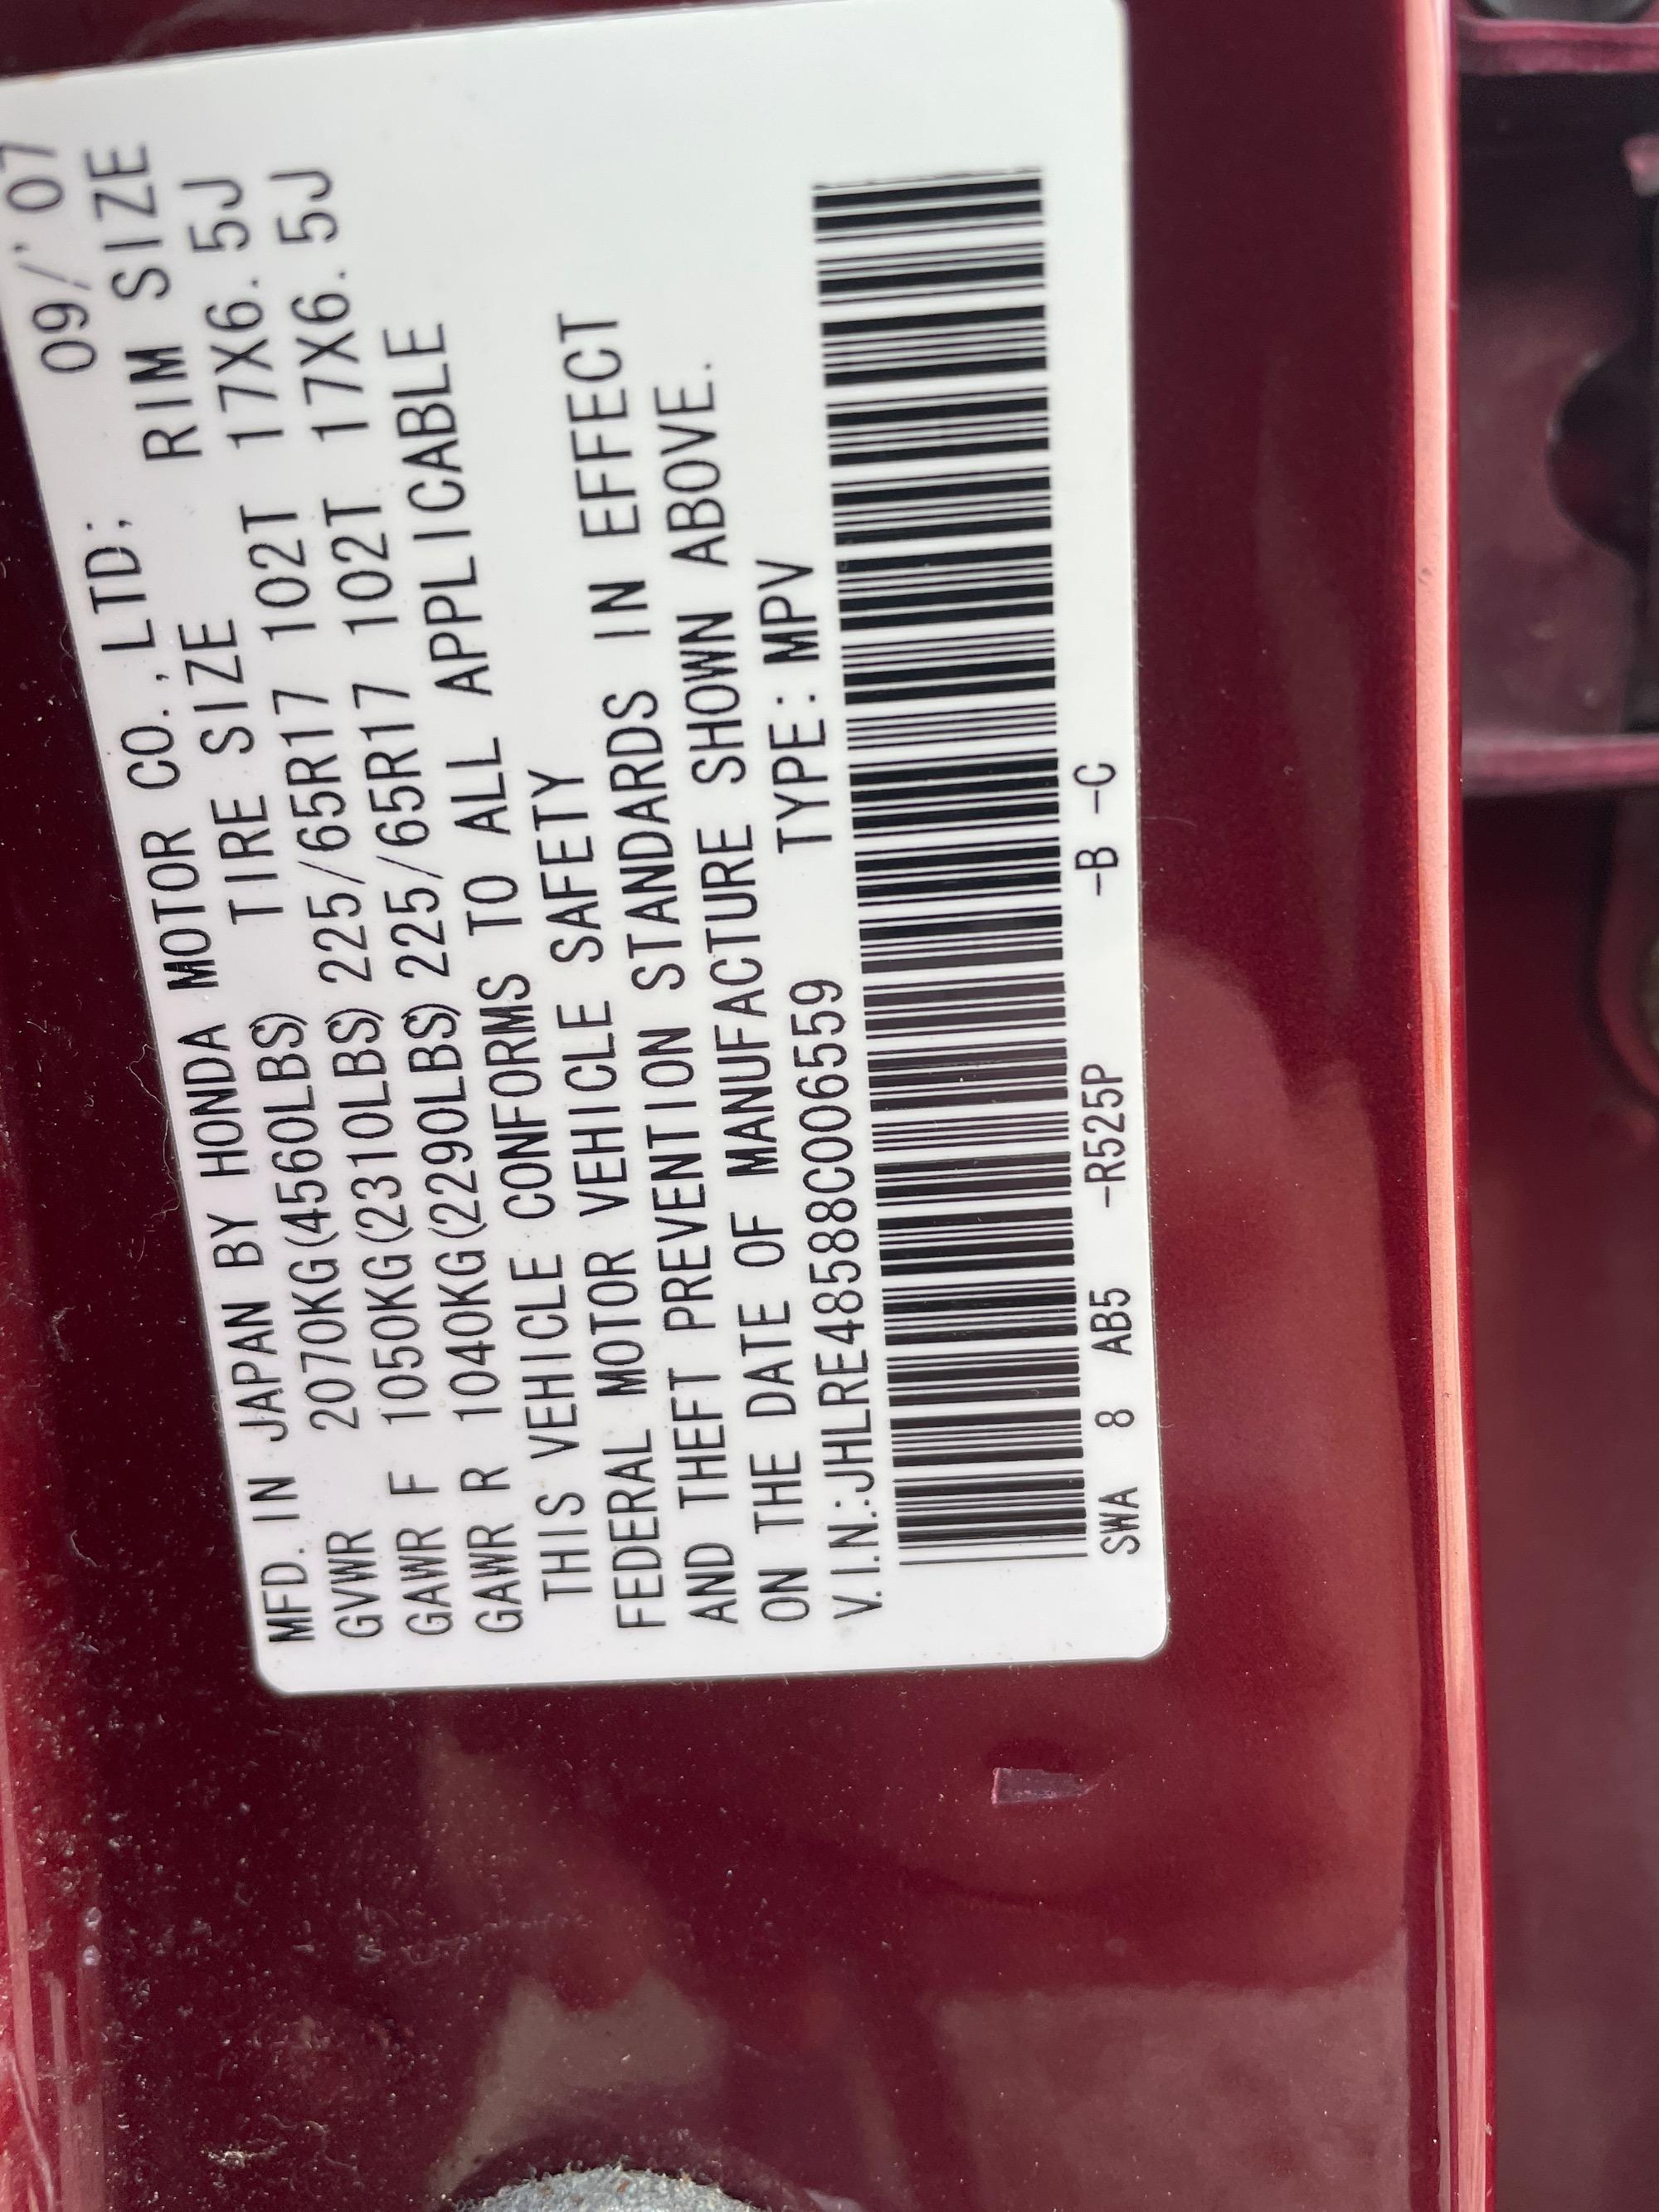 MFD. IN JAPAN BY HONDA MOTOR CO., LTD; 09/'07
TIRE SIZE RIM SIZE
GVWR 2070KG(4560LBS) 225/65R17 102T 17X6.5J
GAWR F 1050KG(2310LBS) 225/65R17 102T 17X6.5J
GAWR R 1040KG(2290LBS)
THIS VEHICLE CONFORMS TO ALL APPLICABLE
FEDERAL MOTOR VEHICLE SAFETY
AND THEFT PREVENTION STANDARDS IN EFFECT
ON THE DATE OF MANUFACTURE SHOWN ABOVE.
V.I.N.:JHLRE48588C006559 TYPE:MPV
SWA 8 AB5 -R525P -B -C